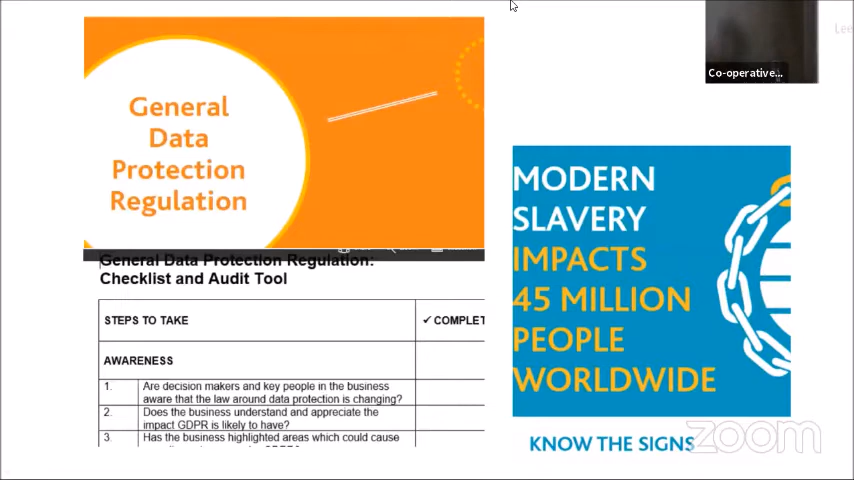 General
Data
Protection
Regulation
General Data Protection Regulation:
Checklist and Audit Tool
STEPS TO TAKE
✓ COMPLET
AWARENESS
1. Are decision makers and key people in the business
aware that the law around data protection is changing?
2. Does the business understand and appreciate the
impact GDPR is likely to have?
3. Has the business highlighted areas which could cause
Co-operative...
Lee
MODERN
SLAVERY
IMPACTS
45 MILLION
PEOPLE
WORLDWIDE
KNOW THE SIGNS
zoom